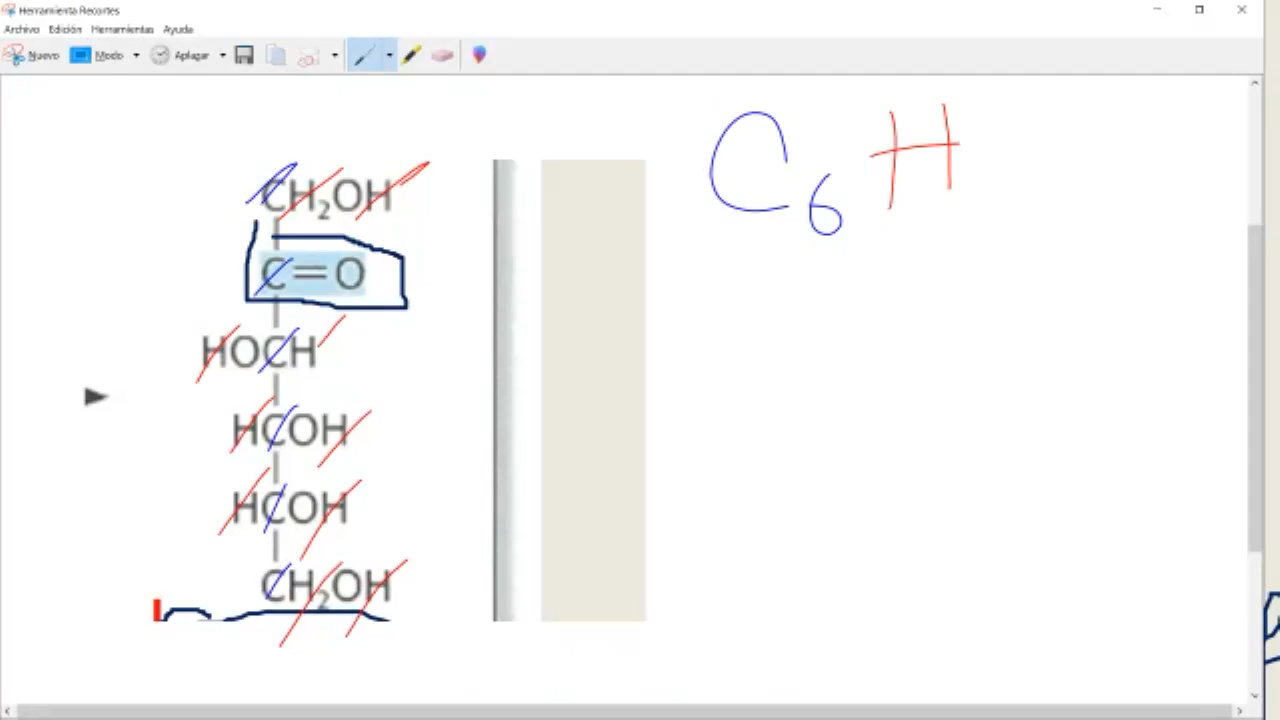 Herramienta Recortes
Archivo Edición Herramientas Ayuda
Nuevo Modo Aplazar
C₆H
CH₂OH
C=O
HOCH
HCOH
HCOH
CH₂OH